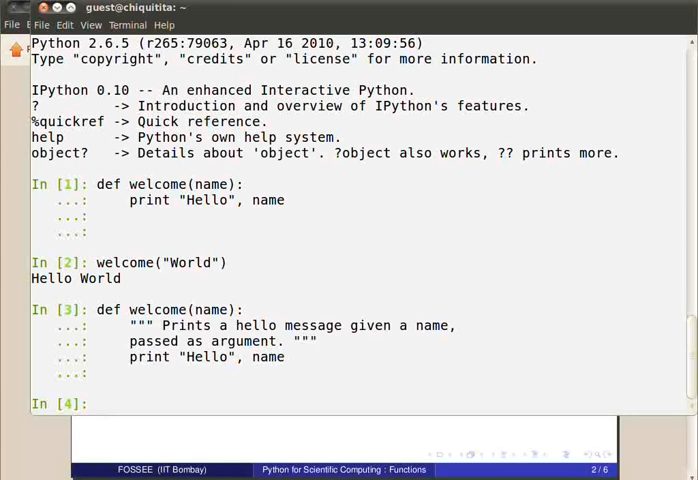 guest@chiquitita: ~
File
File Edit View Terminal Help
Python 2.6.5 (r265:79063, Apr 16 2010, 13:09:56)
Type "copyright", "credits" or "license" for more information.
IPython 0.10 -- An enhanced Interactive Python.
? -> Introduction and overview of IPython's features.
%quickref -> Quick reference.
help -> Python's own help system.
object? -> Details about 'object'. ?object also works, ?? prints more.
In [1]: def welcome(name):
...: print "Hello", name
...:
...:
In [2]: welcome("World")
Hello World
In [3]: def welcome(name):
...: """ Prints a hello message given a name,
...: passed as argument. """
...: print "Hello", name
...:
In [4]:
FOSSEE (IIT Bombay) Python for Scientific Computing : Functions 2 / 6